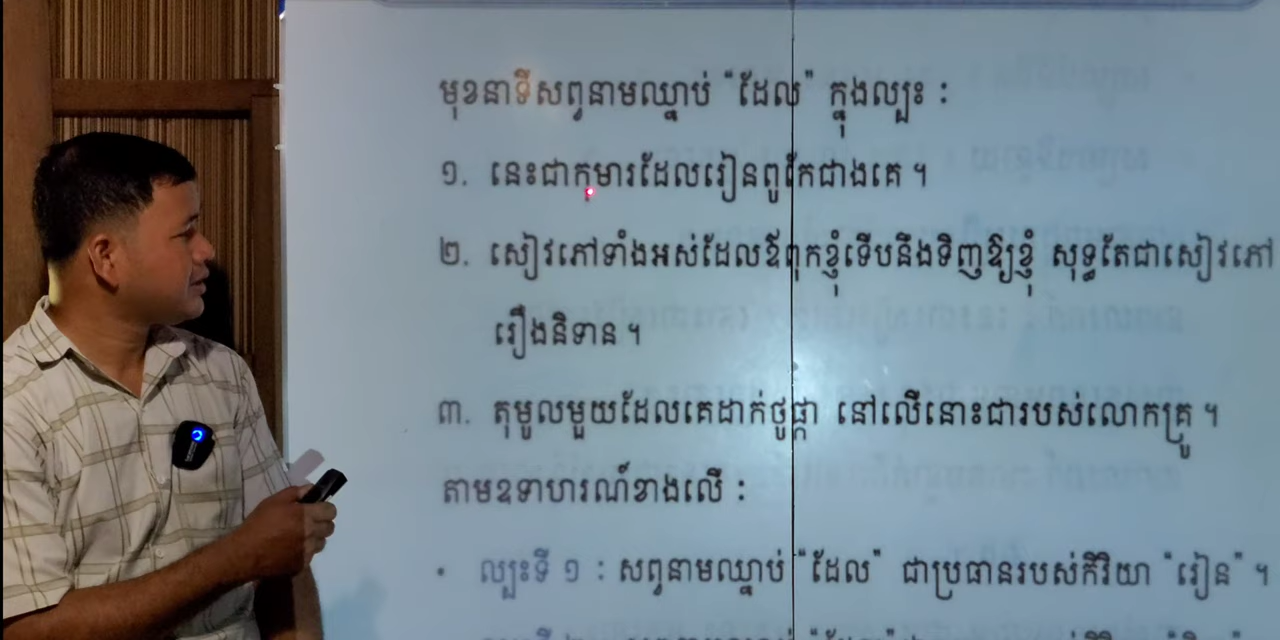 មុខនាទីសព្វនាមឈ្នាប់ “ដែល” ក្នុងល្បះ :
១. នេះជាកុមារដែលរៀនពូកែជាងគេ ។
២. សៀវភៅទាំងអស់ដែលឪពុកខ្ញុំទើបនឹងទិញឱ្យខ្ញុំ សុទ្ធតែជាសៀវភៅ
រឿងនិទាន ។
៣. តុមូលមួយដែលគេដាក់ថូផ្កា នៅលើនោះជារបស់លោកគ្រូ ។
តាមឧទាហរណ៍ខាងលើ :
• ល្បះទី ១ : សព្វនាមឈ្នាប់ “ដែល” ជាប្រធានរបស់កិរិយា “រៀន” ។